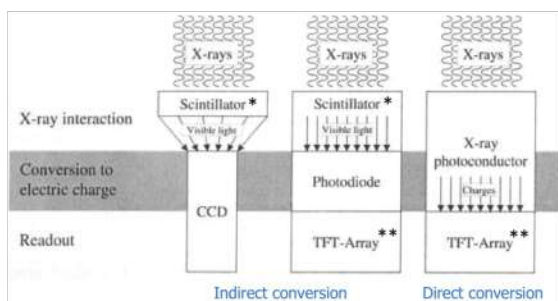 X-rays X-rays X-rays
Scintillator* Scintillator*
X-ray interaction
Visible light Visible light
X-ray
photoconductor
Conversion to
electric charge
Photodiode
Charges
CCD
Readout
TFT-Array** TFT-Array**
Indirect conversion Direct conversion